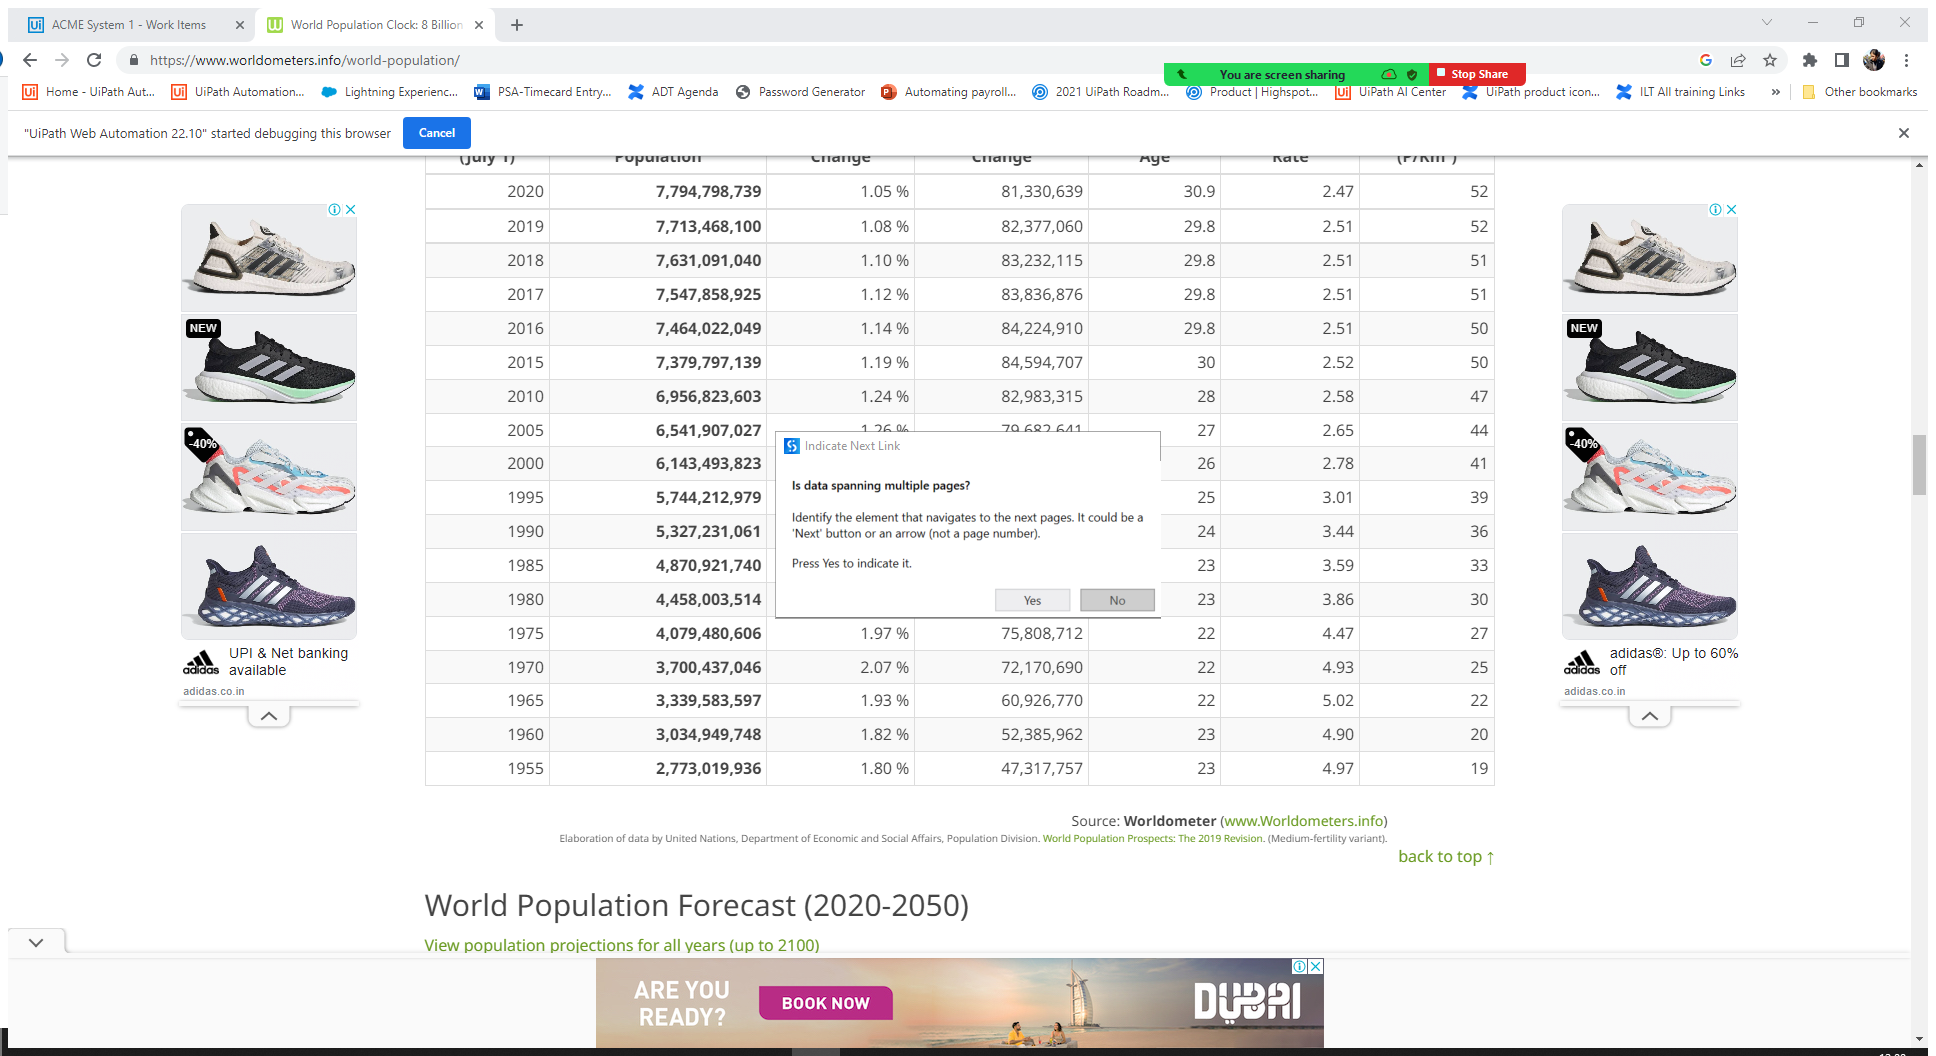 ACME System 1 - Work Items
World Population Clock: 8 Billion
https://www.worldometers.info/world-population/
You are screen sharing
Stop Share
Home - UiPath Aut...
UiPath Automation...
Lightning Experienc...
PSA-Timecard Entry...
ADT Agenda
Password Generator
Automating payroll...
2021 UiPath Roadm...
Product | Highspot...
UiPath AI Center
UiPath product icon...
ILT All training Links
»
Other bookmarks
"UiPath Web Automation 22.10" started debugging this browser
Cancel
(July 1) Population Change Change Age Rate (P/Km²)
2020 7,794,798,739 1.05 % 81,330,639 30.9 2.47 52
2019 7,713,468,100 1.08 % 82,377,060 29.8 2.51 52
2018 7,631,091,040 1.10 % 83,232,115 29.8 2.51 51
2017 7,547,858,925 1.12 % 83,836,876 29.8 2.51 51
2016 7,464,022,049 1.14 % 84,224,910 29.8 2.51 50
2015 7,379,797,139 1.19 % 84,594,707 30 2.52 50
2010 6,956,823,603 1.24 % 82,983,315 28 2.58 47
2005 6,541,907,027 1.26 % 79,682,641 27 2.65 44
2000 6,143,493,823 26 2.78 41
1995 5,744,212,979 25 3.01 39
1990 5,327,231,061 24 3.44 36
1985 4,870,921,740 23 3.59 33
1980 4,458,003,514 23 3.86 30
1975 4,079,480,606 1.97 % 75,808,712 22 4.47 27
1970 3,700,437,046 2.07 % 72,170,690 22 4.93 25
1965 3,339,583,597 1.93 % 60,926,770 22 5.02 22
1960 3,034,949,748 1.82 % 52,385,962 23 4.90 20
1955 2,773,019,936 1.80 % 47,317,757 23 4.97 19
Indicate Next Link
Is data spanning multiple pages?
Identify the element that navigates to the next pages. It could be a
'Next' button or an arrow (not a page number).
Press Yes to indicate it.
Yes
No
NEW
-40%
adidas
UPI & Net banking
available
adidas.co.in
NEW
-40%
adidas
adidas®: Up to 60%
off
adidas.co.in
Source: Worldometer (www.Worldometers.info)
Elaboration of data by United Nations, Department of Economic and Social Affairs, Population Division. World Population Prospects: The 2019 Revision. (Medium-fertility variant).
back to top ↑
World Population Forecast (2020-2050)
View population projections for all years (up to 2100)
ARE YOU
READY?
BOOK NOW
DUBAI